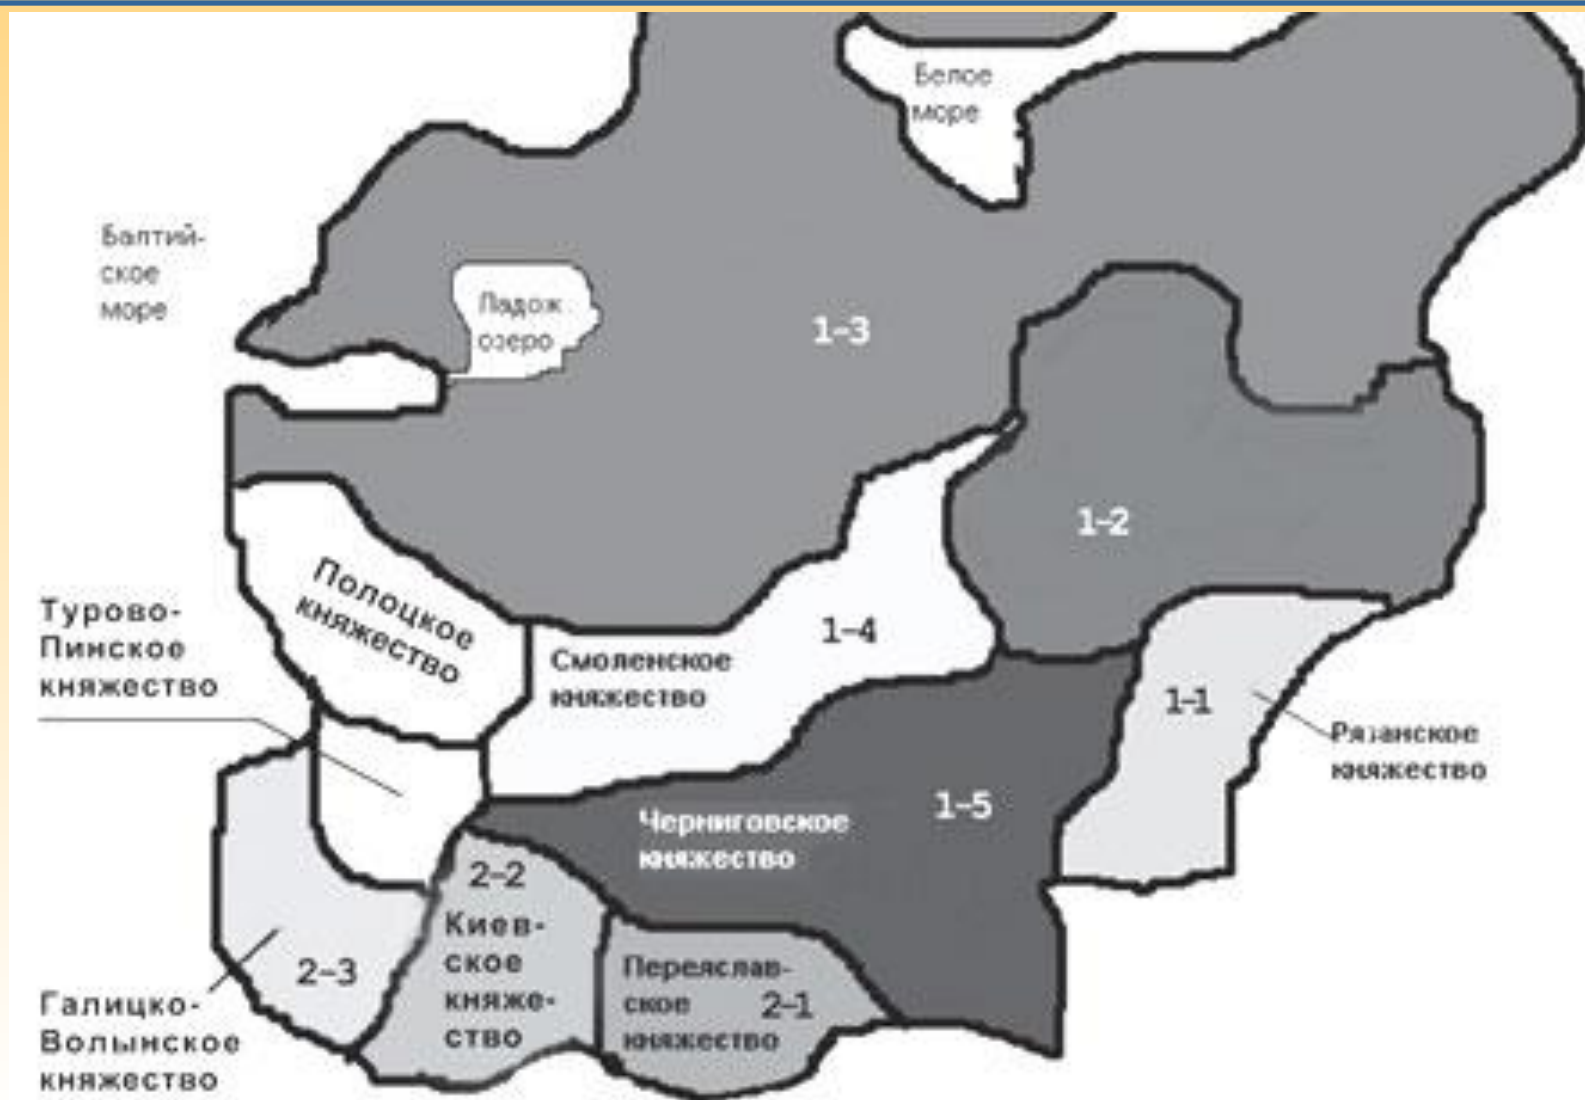 Белое
море
Балтий-
ское
море
Ладож
озеро
1-3
1-2
Полоцкое
княжество
Турово-
Пинское
княжество
1-4
Смоленское
княжество
1-1
Рязанское
княжество
1-5
Черниговское
княжество
2-2
Киев-
ское
княже-
ство
2-3
Переяслав-
ское 2-1
княжество
Галицко-
Волынское
княжество